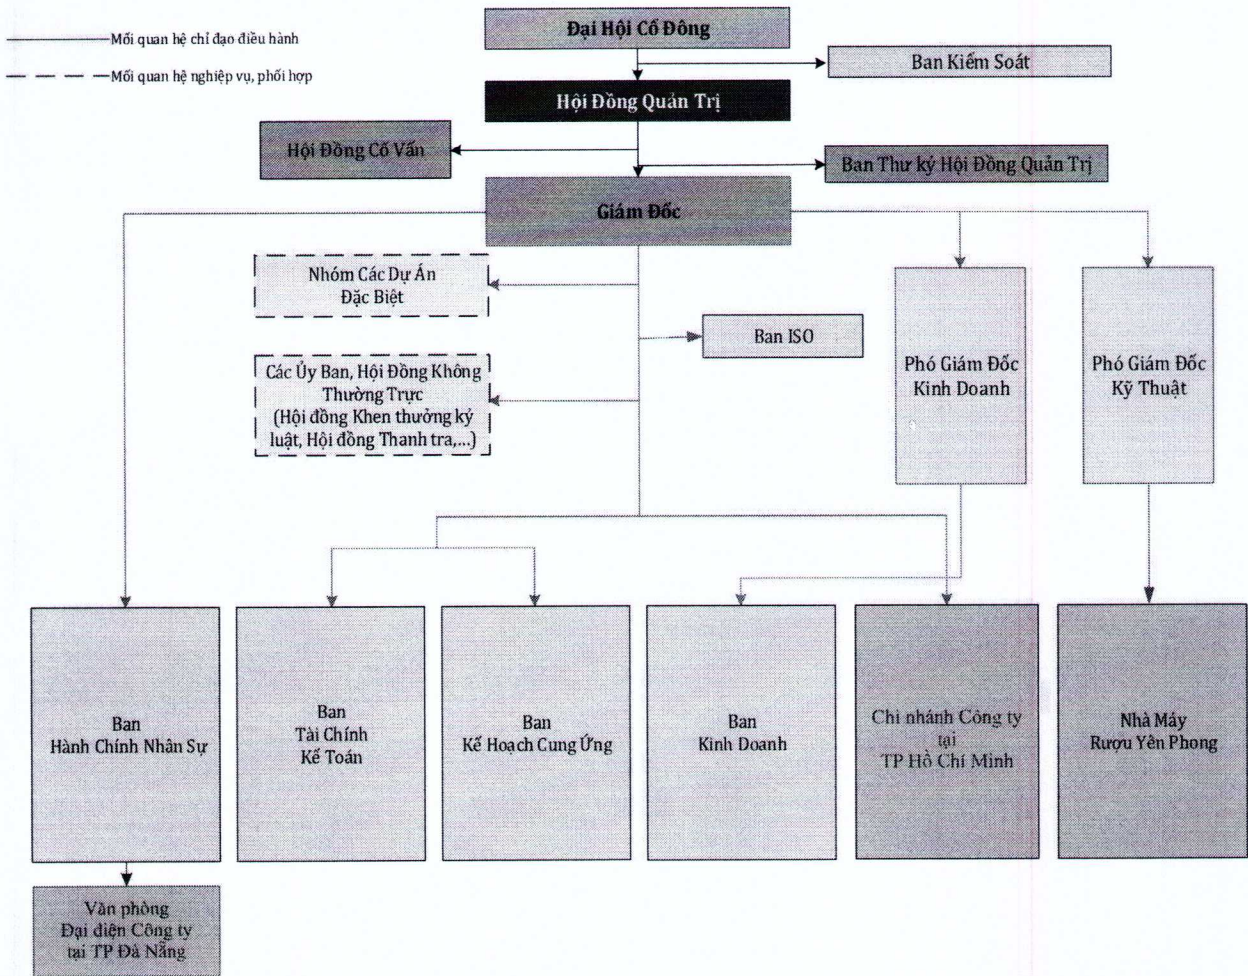 Mối quan hệ chỉ đạo điều hành
Mối quan hệ nghiệp vụ, phối hợp
Đại Hội Cổ Đông
Ban Kiểm Soát
Hội Đồng Quản Trị
Hội Đồng Cố Vấn
Ban Thư ký Hội Đồng Quản Trị
Giám Đốc
Nhóm Các Dự Án
Đặc Biệt
Ban ISO
Các Ủy Ban, Hội Đồng Không
Thường Trực
(Hội đồng Khen thưởng kỷ
luật, Hội đồng Thanh tra,...)
Phó Giám Đốc
Kinh Doanh
Phó Giám Đốc
Kỹ Thuật
Ban
Hành Chính Nhân Sự
Ban
Tài Chính
Kế Toán
Ban
Kế Hoạch Cung Ứng
Ban
Kinh Doanh
Chi nhánh Công ty
tại
TP Hồ Chí Minh
Nhà Máy
Rượu Yên Phong
Văn phòng
Đại diện Công ty
tại TP Đà Nẵng